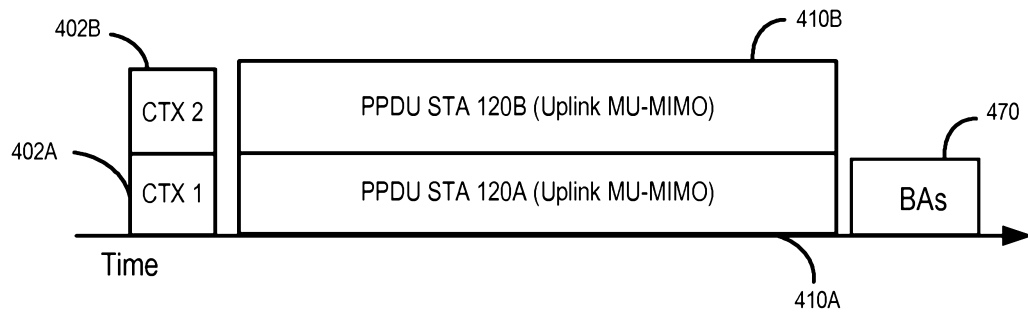 402B
410B
CTX 2
PPDU STA 120B (Uplink MU-MIMO)
470
402A
CTX 1
PPDU STA 120A (Uplink MU-MIMO)
BAs
Time
410A